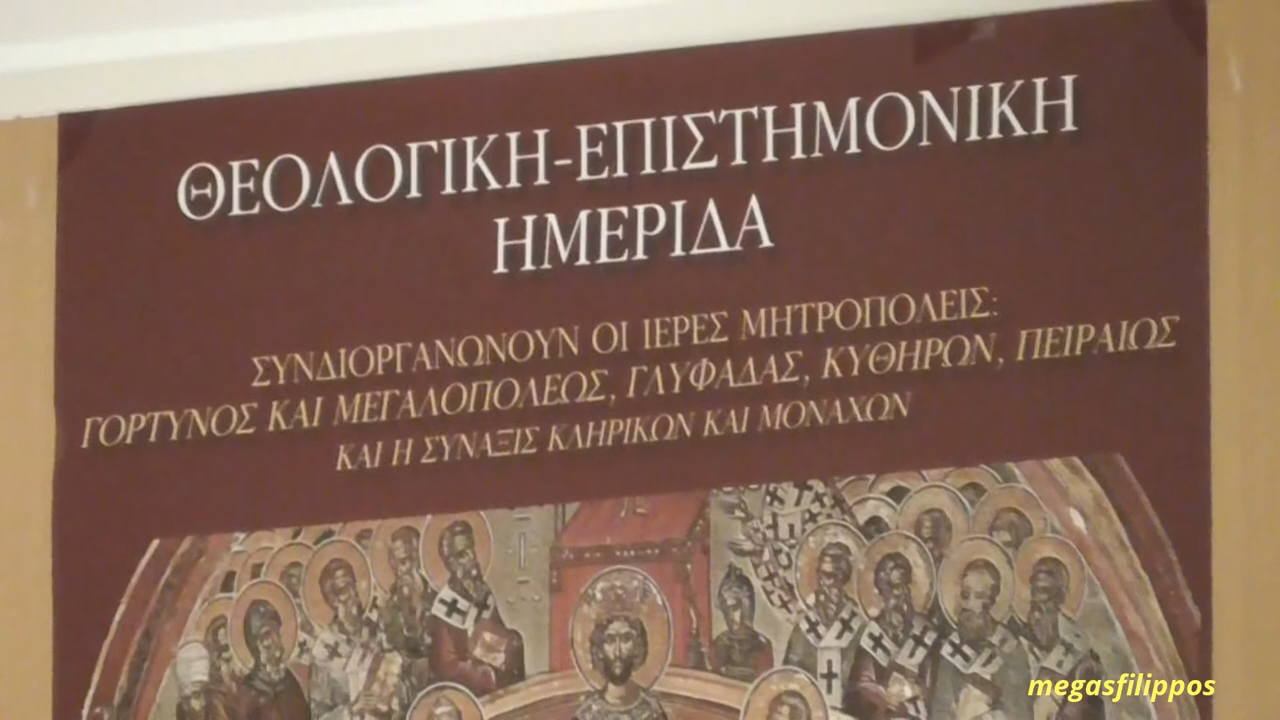 ΘΕΟΛΟΓΙΚΗ-ΕΠΙΣΤΗΜΟΝΙΚΗ
ΗΜΕΡΙΔΑ
ΣΥΝΔΙΟΡΓΑΝΩΝΟΥΝ ΟΙ ΙΕΡΕΣ ΜΗΤΡΟΠΟΛΕΙΣ:
ΓΟΡΤΥΝΟΣ ΚΑΙ ΜΕΓΑΛΟΠΟΛΕΩΣ, ΓΛΥΦΑΔΑΣ, ΚΥΘΗΡΩΝ, ΠΕΙΡΑΙΩΣ
ΚΑΙ Η ΣΥΝΑΞΙΣ ΚΛΗΡΙΚΩΝ ΚΑΙ ΜΟΝΑΧΩΝ
megasfilippos